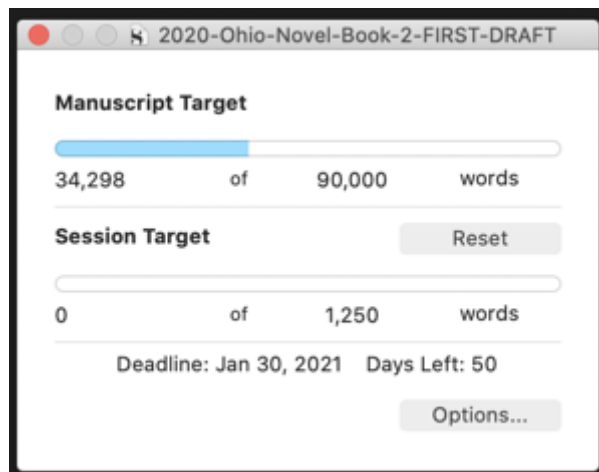 2020-Ohio-Novel-Book-2-FIRST-DRAFT
Manuscript Target
34,298 of 90,000 words
Session Target Reset
0 of 1,250 words
Deadline: Jan 30, 2021 Days Left: 50
Options...